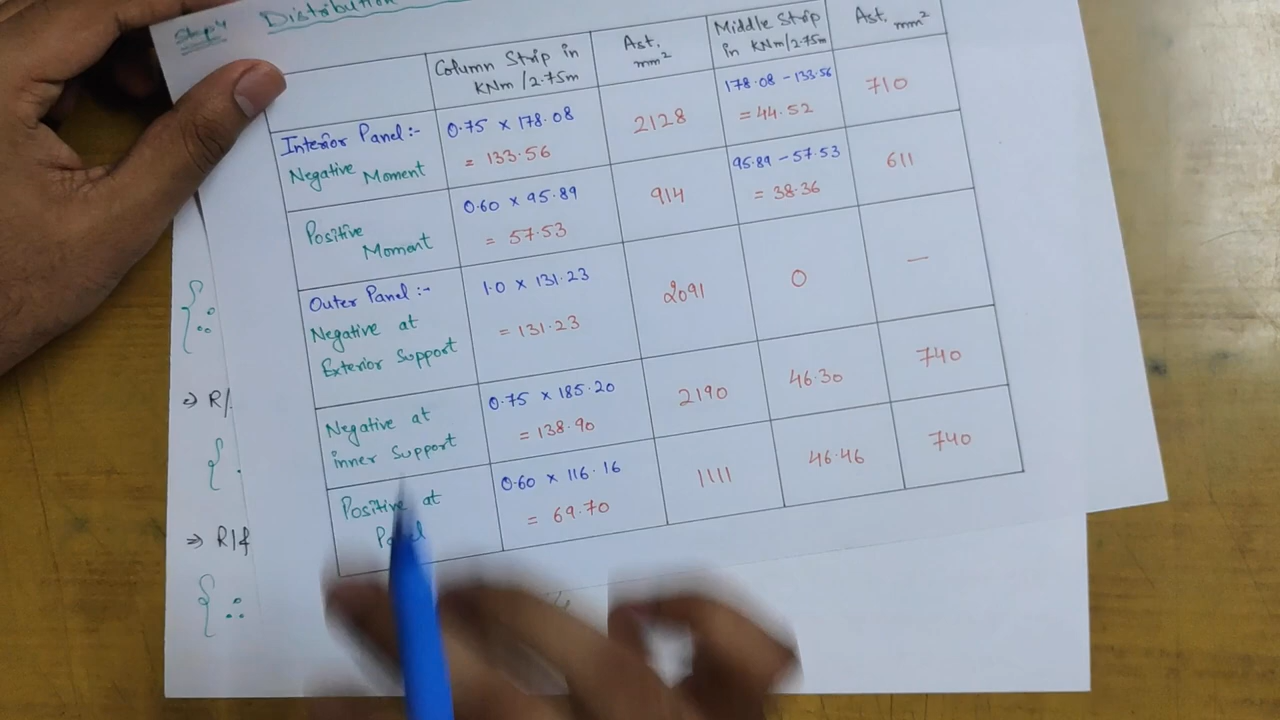 Step 4
Distribution
Column Strip in
KNm/2.75m
Ast.
mm²
Middle Strip
in KNm/2.75m
Ast. mm²
Interior Panel:-
Negative Moment
0.75 × 178.08
= 133.56
2128
178.08 - 133.56
= 44.52
710
Positive
Moment
0.60 × 95.89
= 57.53
914
95.89 - 57.53
= 38.36
611
Outer Panel:-
Negative at
Exterior Support
1.0 × 131.23
= 131.23
2091
0
—
Negative at
inner Support
0.75 × 185.20
= 138.90
2190
46.30
740
Positive at
Panel
0.60 × 116.16
= 69.70
1111
46.46
740
{∴
⇒ R/
{.
⇒ R/f
{∴